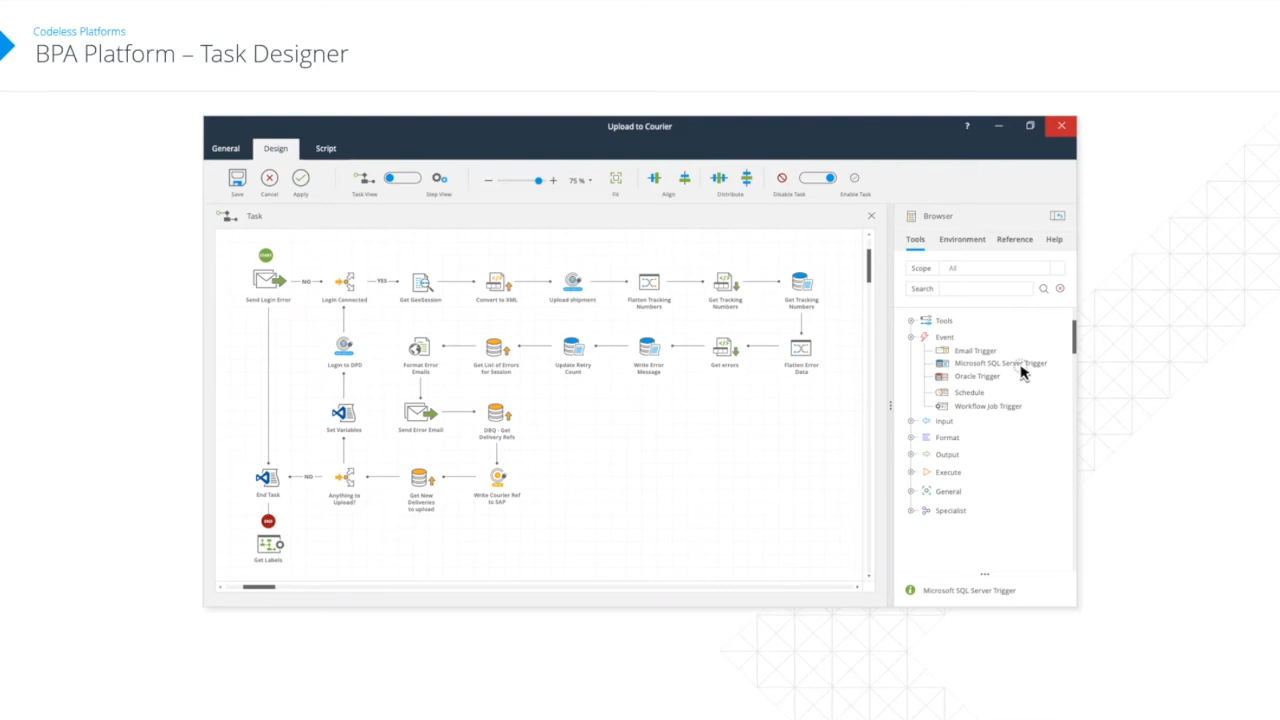 Codeless Platforms
BPA Platform – Task Designer
Upload to Courier
?
General
Design
Script
Save
Cancel
Apply
Task View
Step View
75 %
Fit
Align
Distribute
Disable Task
Enable Task
Task
Browser
Tools
Environment
Reference
Help
Scope
All
Search
Tools
Event
Email Trigger
Microsoft SQL Server Trigger
Oracle Trigger
Schedule
Workflow Job Trigger
Input
Format
Output
Execute
General
Specialist
Microsoft SQL Server Trigger
START
Send Login Error
NO
Login Connected
YES
Get GeoSession
Convert to XML
Upload shipment
Flatten Tracking
Numbers
Get Tracking
Numbers
Get Tracking
Numbers
Login to DPD
Format Error
Emails
Get List of Errors
for Session
Update Retry
Count
Write Error
Message
Get errors
Flatten Error
Data
Set Variables
Send Error Email
DBQ - Get
Delivery Refs
End Task
NO
Anything to
Upload?
Get New
Deliveries
to upload
Write Courier Ref
to SAP
END
Get Labels